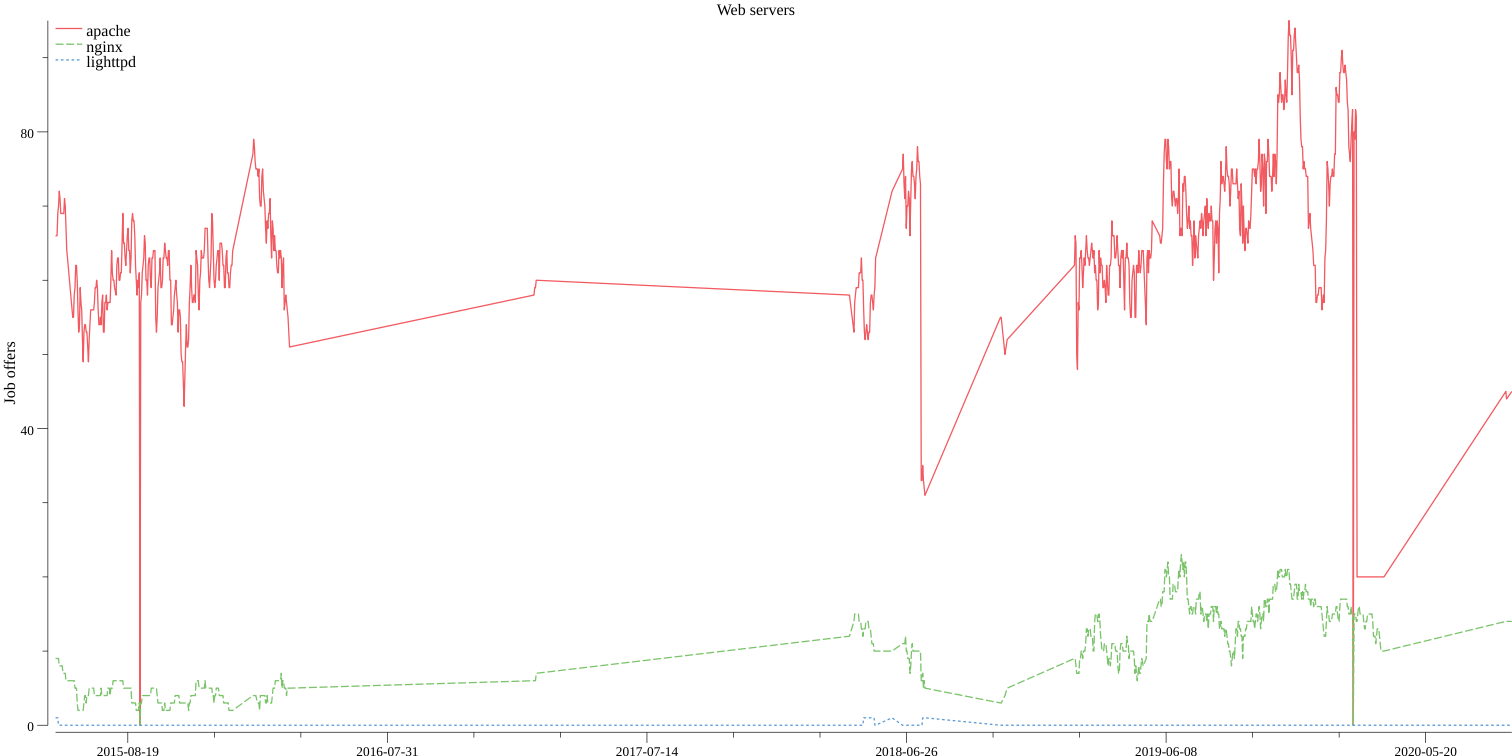 Web servers
apache
nginx
lighttpd
80
40
0
Job offers
2015-08-19
2016-07-31
2017-07-14
2018-06-26
2019-06-08
2020-05-20